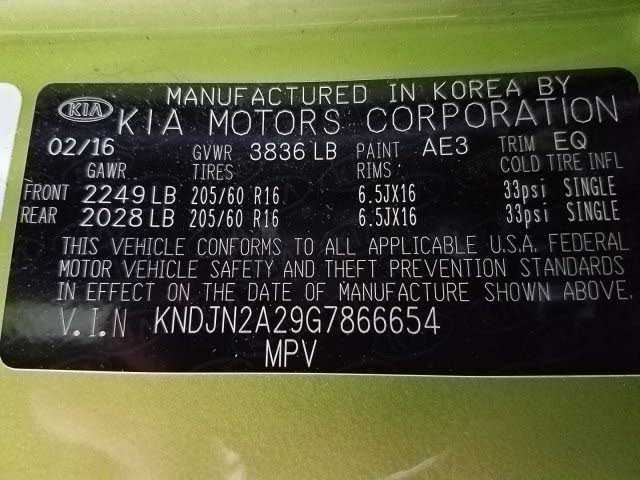 MANUFACTURED IN KOREA BY
KIA KIA MOTORS CORPORATION
02/16 GVWR 3836 LB PAINT AE3 TRIM EQ
GAWR TIRES RIMS: COLD TIRE INFL
FRONT 2249 LB 205/60 R16 6.5JX16 33psi SINGLE
REAR 2028 LB 205/60 R16 6.5JX16 33psi SINGLE
THIS VEHICLE CONFORMS TO ALL APPLICABLE U.S.A. FEDERAL
MOTOR VEHICLE SAFETY AND THEFT PREVENTION STANDARDS
IN EFFECT ON THE DATE OF MANUFACTURE SHOWN ABOVE.
V.I.N KNDJN2A29G7866654
MPV